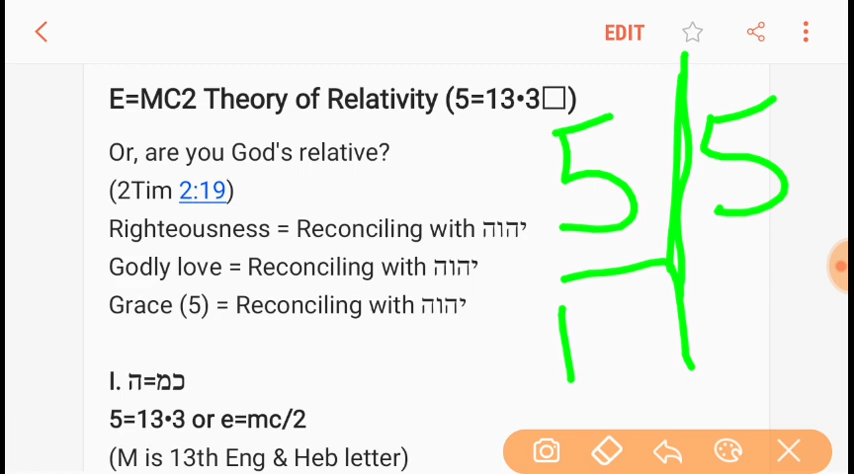 EDIT
E=MC2 Theory of Relativity (5=13•3□)
Or, are you God's relative?
(2Tim 2:19)
Righteousness = Reconciling with יהוה
Godly love = Reconciling with יהוה
Grace (5) = Reconciling with יהוה
I. כמ=ה
5=13•3 or e=mc/2
(M is 13th Eng & Heb letter)
5 5
1